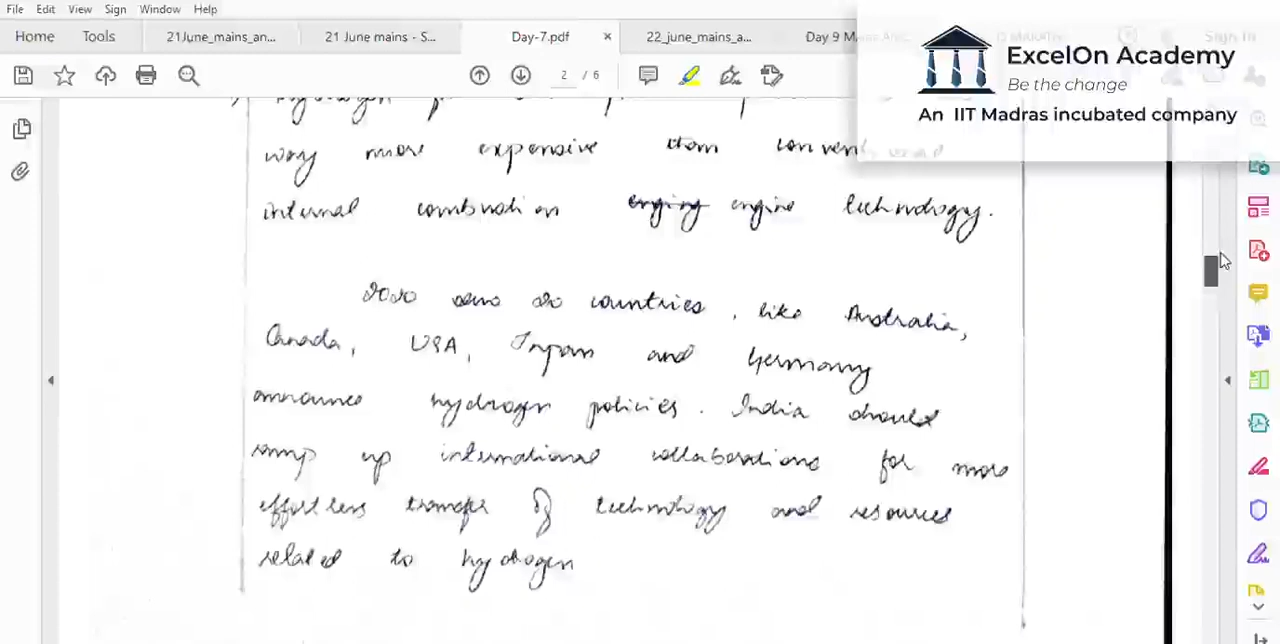 File Edit View Sign Window Help
Home Tools 21June_mains_an... 21 June mains - S... Day-7.pdf × 22_june_mains_a... Day 9 M
ExcelOn Academy
Be the change
An IIT Madras incubated company
2 / 6
way more expensive than
internal combustion engine technology.
2020 saw 20 countries, like Australia,
Canada, USA, Japan and Germany
announce hydrogen policies. India should
ramp up international collaborations for more
effortless transfer of technology and resources
related to hydrogen